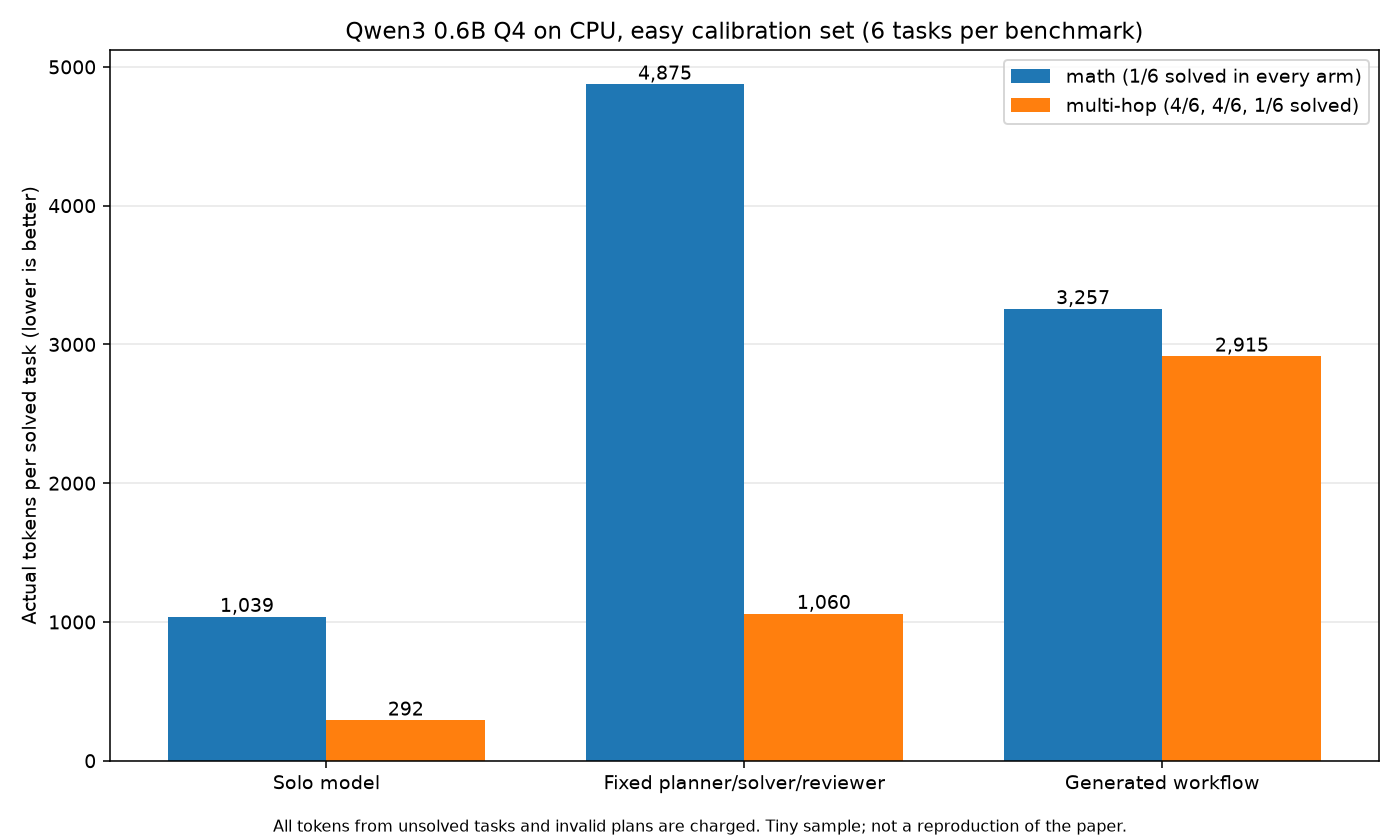 Qwen3 0.6B Q4 on CPU, easy calibration set (6 tasks per benchmark)
Actual tokens per solved task (lower is better)
5000
4000
3000
2000
1000
0
math (1/6 solved in every arm)
multi-hop (4/6, 4/6, 1/6 solved)
1,039
292
4,875
1,060
3,257
2,915
Solo model
Fixed planner/solver/reviewer
Generated workflow
All tokens from unsolved tasks and invalid plans are charged. Tiny sample; not a reproduction of the paper.